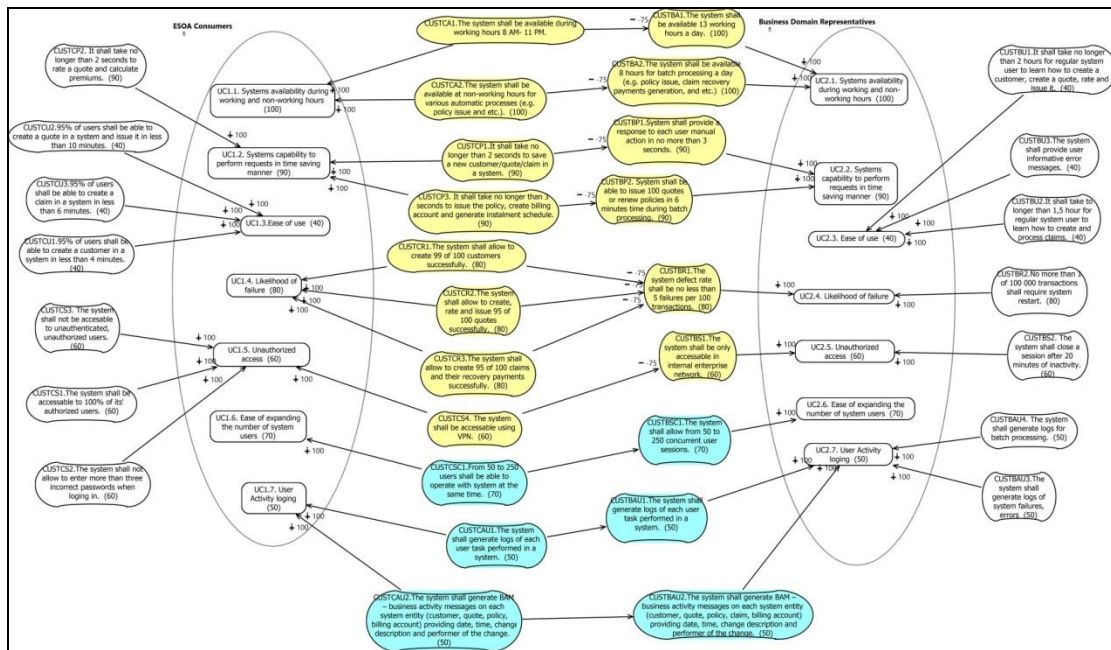 ESOA Consumers
Business Domain Representatives
CUSTCP2. It shall take no
longer than 2 seconds to
rate a quote and calculate
premiums. (90)
CUSTCU2.95% of users shall be able to
create a quote in a system and issue it in less
than 10 minutes. (40)
CUSTCU3.95% of users
shall be able to create a
claim in a system in less
than 6 minutes. (40)
CUSTCU1.95% of users shall be
able to create a customer in a
system in less than 4 minutes.
(40)
CUSTCS3. The system
shall not be accesable
to unauthenticated,
unauthorized users.
(60)
CUSTCS1.The system shall be
accessable to 100% of its'
authorized users. (60)
CUSTCS2.The system shall not
allow to enter more than three
incorrect passwords when
loging in. (60)
UC1.1. Systems availability during
working and non-working hours
(100)
UC1.2. Systems capability to
perform requests in time saving
manner (90)
UC1.3.Ease of use (40)
UC1.4. Likelihood of
failure (80)
UC1.5. Unauthorized
access (60)
UC1.6. Ease of expanding
the number of system
users (70)
UC1.7. User
Activity loging
(50)
CUSTCA1.The system shall be available during
working hours 8 AM- 11 PM.
CUSTCA2.The system shall be
available at non-working hours for
various automatic processes (e.g.
policy issue and etc.). (100)
CUSTCP1.It shall take no
longer than 2 seconds to save
a new customer/quote/claim in
a system. (90)
CUSTCP3. It shall take no longer than 3
seconds to issue the policy, create billing
account and generate instalment schedule.
(90)
CUSTCR1.The system shall allow to
create 99 of 100 customers
successfully. (80)
CUSTCR2.The system
shall allow to create,
rate and issue 95 of
100 quotes
successfully. (80)
CUSTCR3.The system shall
allow to create 95 of 100 claims
and their recovery payments
successfully. (80)
CUSTCS4. The system
shall be accessable using
VPN. (60)
CUSTCSC1.From 50 to 250
users shall be able to
operate with system at
the same time. (70)
CUSTCAU1.The system
shall generate logs of each
user task performed in a
system. (50)
CUSTCAU2.The system shall generate BAM
– business activity messages on each
system entity (customer, quote, policy,
billing account) providing date, time, change
description and performer of the change.
(50)
CUSTBA1.The system shall
be available 13 working
hours a day. (100)
CUSTBA2.The system shall be available
8 hours for batch processing a day
(e.g. policy issue, claim recovery
payments generation, and etc.) (100)
CUSTBP1.System shall provide a
response to each user manual
action in no more than 3
seconds. (90)
CUSTBP2. System shall be
able to issue 100 quotes
or renew policies in 6
minutes time during batch
processing. (90)
CUSTBR1.The
system defect rate
shall be no less than
5 failures per 100
transactions. (80)
CUSTBS1.The
system shall be only
accessable in
internal enterprise
network. (60)
CUSTBSC1.The system
shall allow from 50 to
250 concurrent user
sessions. (70)
CUSTBAU1.The system shall
generate logs of each user
task performed in a
system. (50)
CUSTBAU2.The system shall generate BAM –
business activity messages on each system entity
(customer, quote, policy, claim, billing account)
providing date, time, change description and
performer of the change. (50)
UC2.1. Systems availability
during working and non-
working hours (100)
UC2.2. Systems
capability to perform
requests in time
saving manner (90)
UC2.3. Ease of use (40)
UC2.4. Likelihood of failure
UC2.5. Unauthorized
access (60)
UC2.6. Ease of expanding the
number of system users (70)
UC2.7. User Activity
loging (50)
CUSTBU1.It shall take no longer
than 2 hours for regular system
user to learn how to create a
customer, create a quote, rate and
issue it. (40)
CUSTBU3.The system
shall provide user
informative error
messages. (40)
CUSTBU2.It shall take to
longer than 1,5 hour for
regular system user to
learn how to create and
process claims. (40)
CUSTBR2.No more than 1
of 100 000 transactions
shall require system
restart. (80)
CUSTBS2. The
system shall close a
session after 20
minutes of inactivity.
(60)
CUSTBAU4. The system
shall generate logs for
batch processing. (50)
CUSTBAU3.The
system shall
generate logs of
system failures,
errors (50)